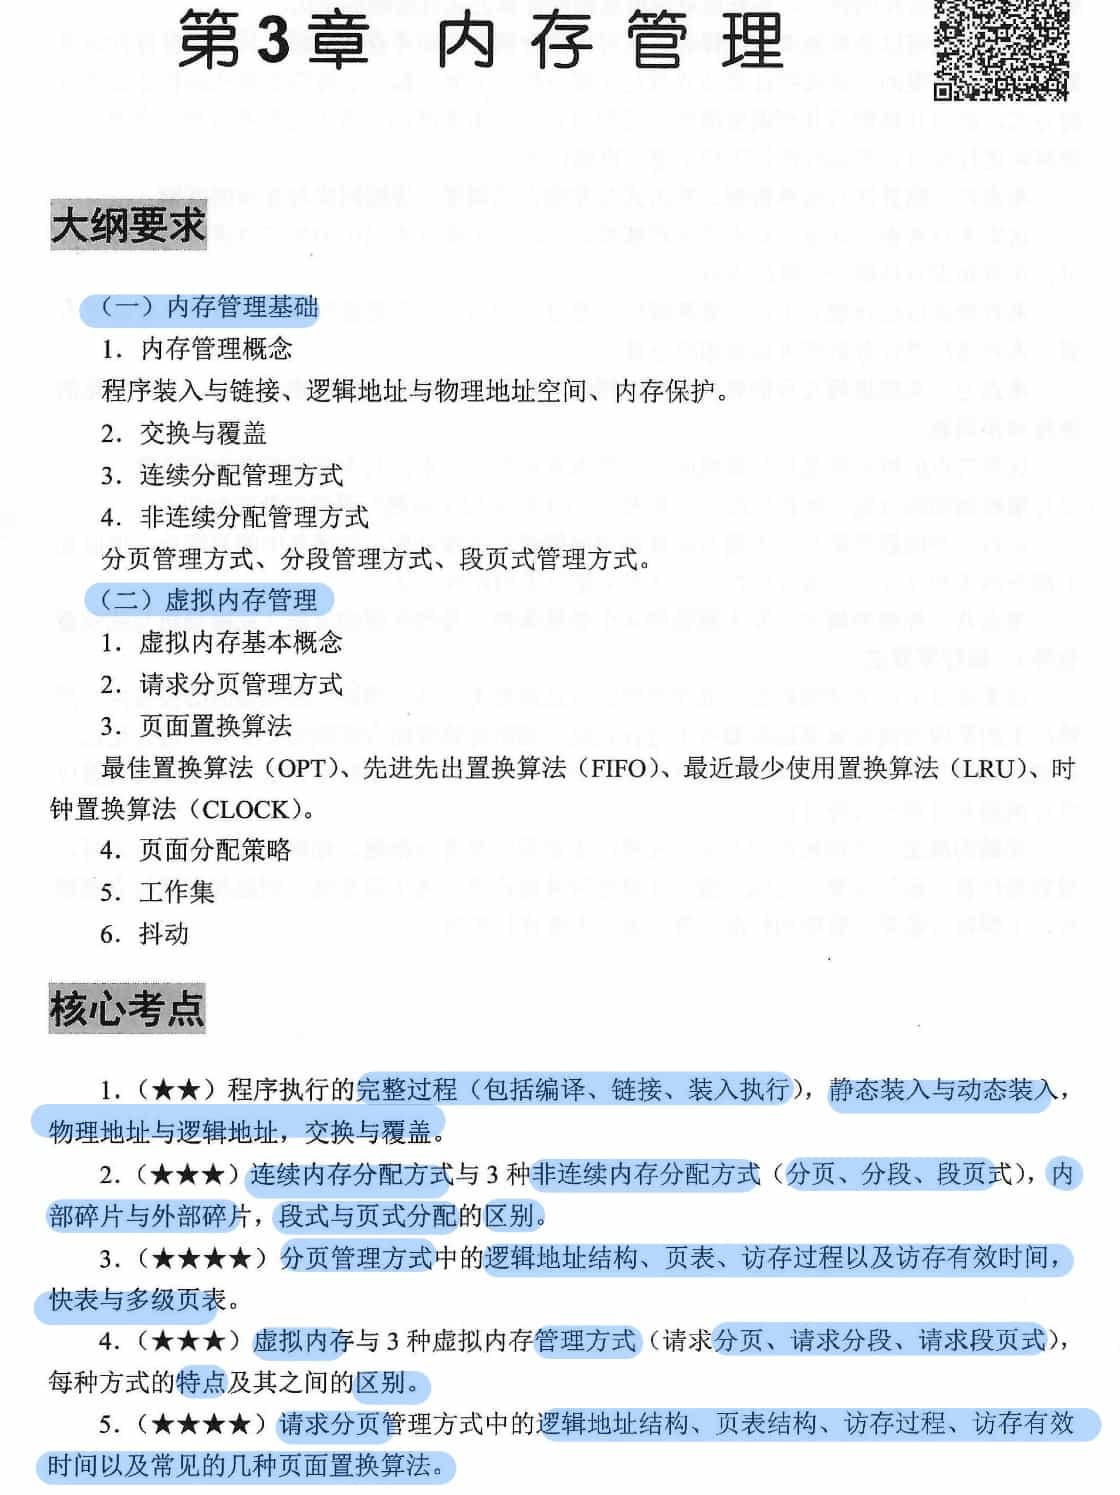 第3章 内存管理
大纲要求
（一）内存管理基础
1．内存管理概念
程序装入与链接、逻辑地址与物理地址空间、内存保护。
2．交换与覆盖
3．连续分配管理方式
4．非连续分配管理方式
分页管理方式、分段管理方式、段页式管理方式。
（二）虚拟内存管理
1．虚拟内存基本概念
2．请求分页管理方式
3．页面置换算法
最佳置换算法（OPT）、先进先出置换算法（FIFO）、最近最少使用置换算法（LRU）、时
钟置换算法（CLOCK）。
4．页面分配策略
5．工作集
6．抖动
核心考点
1.（★★）程序执行的完整过程（包括编译、链接、装入执行），静态装入与动态装入，
物理地址与逻辑地址，交换与覆盖。
2.（★★★）连续内存分配方式与 3 种非连续内存分配方式（分页、分段、段页式），内
部碎片与外部碎片，段式与页式分配的区别。
3.（★★★★）分页管理方式中的逻辑地址结构、页表、访存过程以及访存有效时间，
快表与多级页表。
4.（★★★）虚拟内存与 3 种虚拟内存管理方式（请求分页、请求分段、请求段页式），
每种方式的特点及其之间的区别。
5.（★★★★）请求分页管理方式中的逻辑地址结构、页表结构、访存过程、访存有效
时间以及常见的几种页面置换算法。